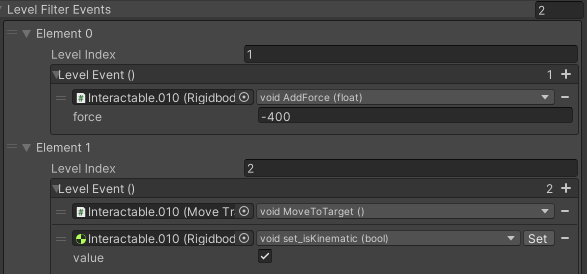 Level Filter Events 2
Element 0
Level Index 1
Level Event () 1 +
Interactable.010 (Rigidbod void AddForce (float) −
force -400
Element 1
Level Index 2
Level Event () 2 +
Interactable.010 (Move Tr void MoveToTarget () −
Interactable.010 (Rigidbod void set_isKinematic (bool) Set −
value